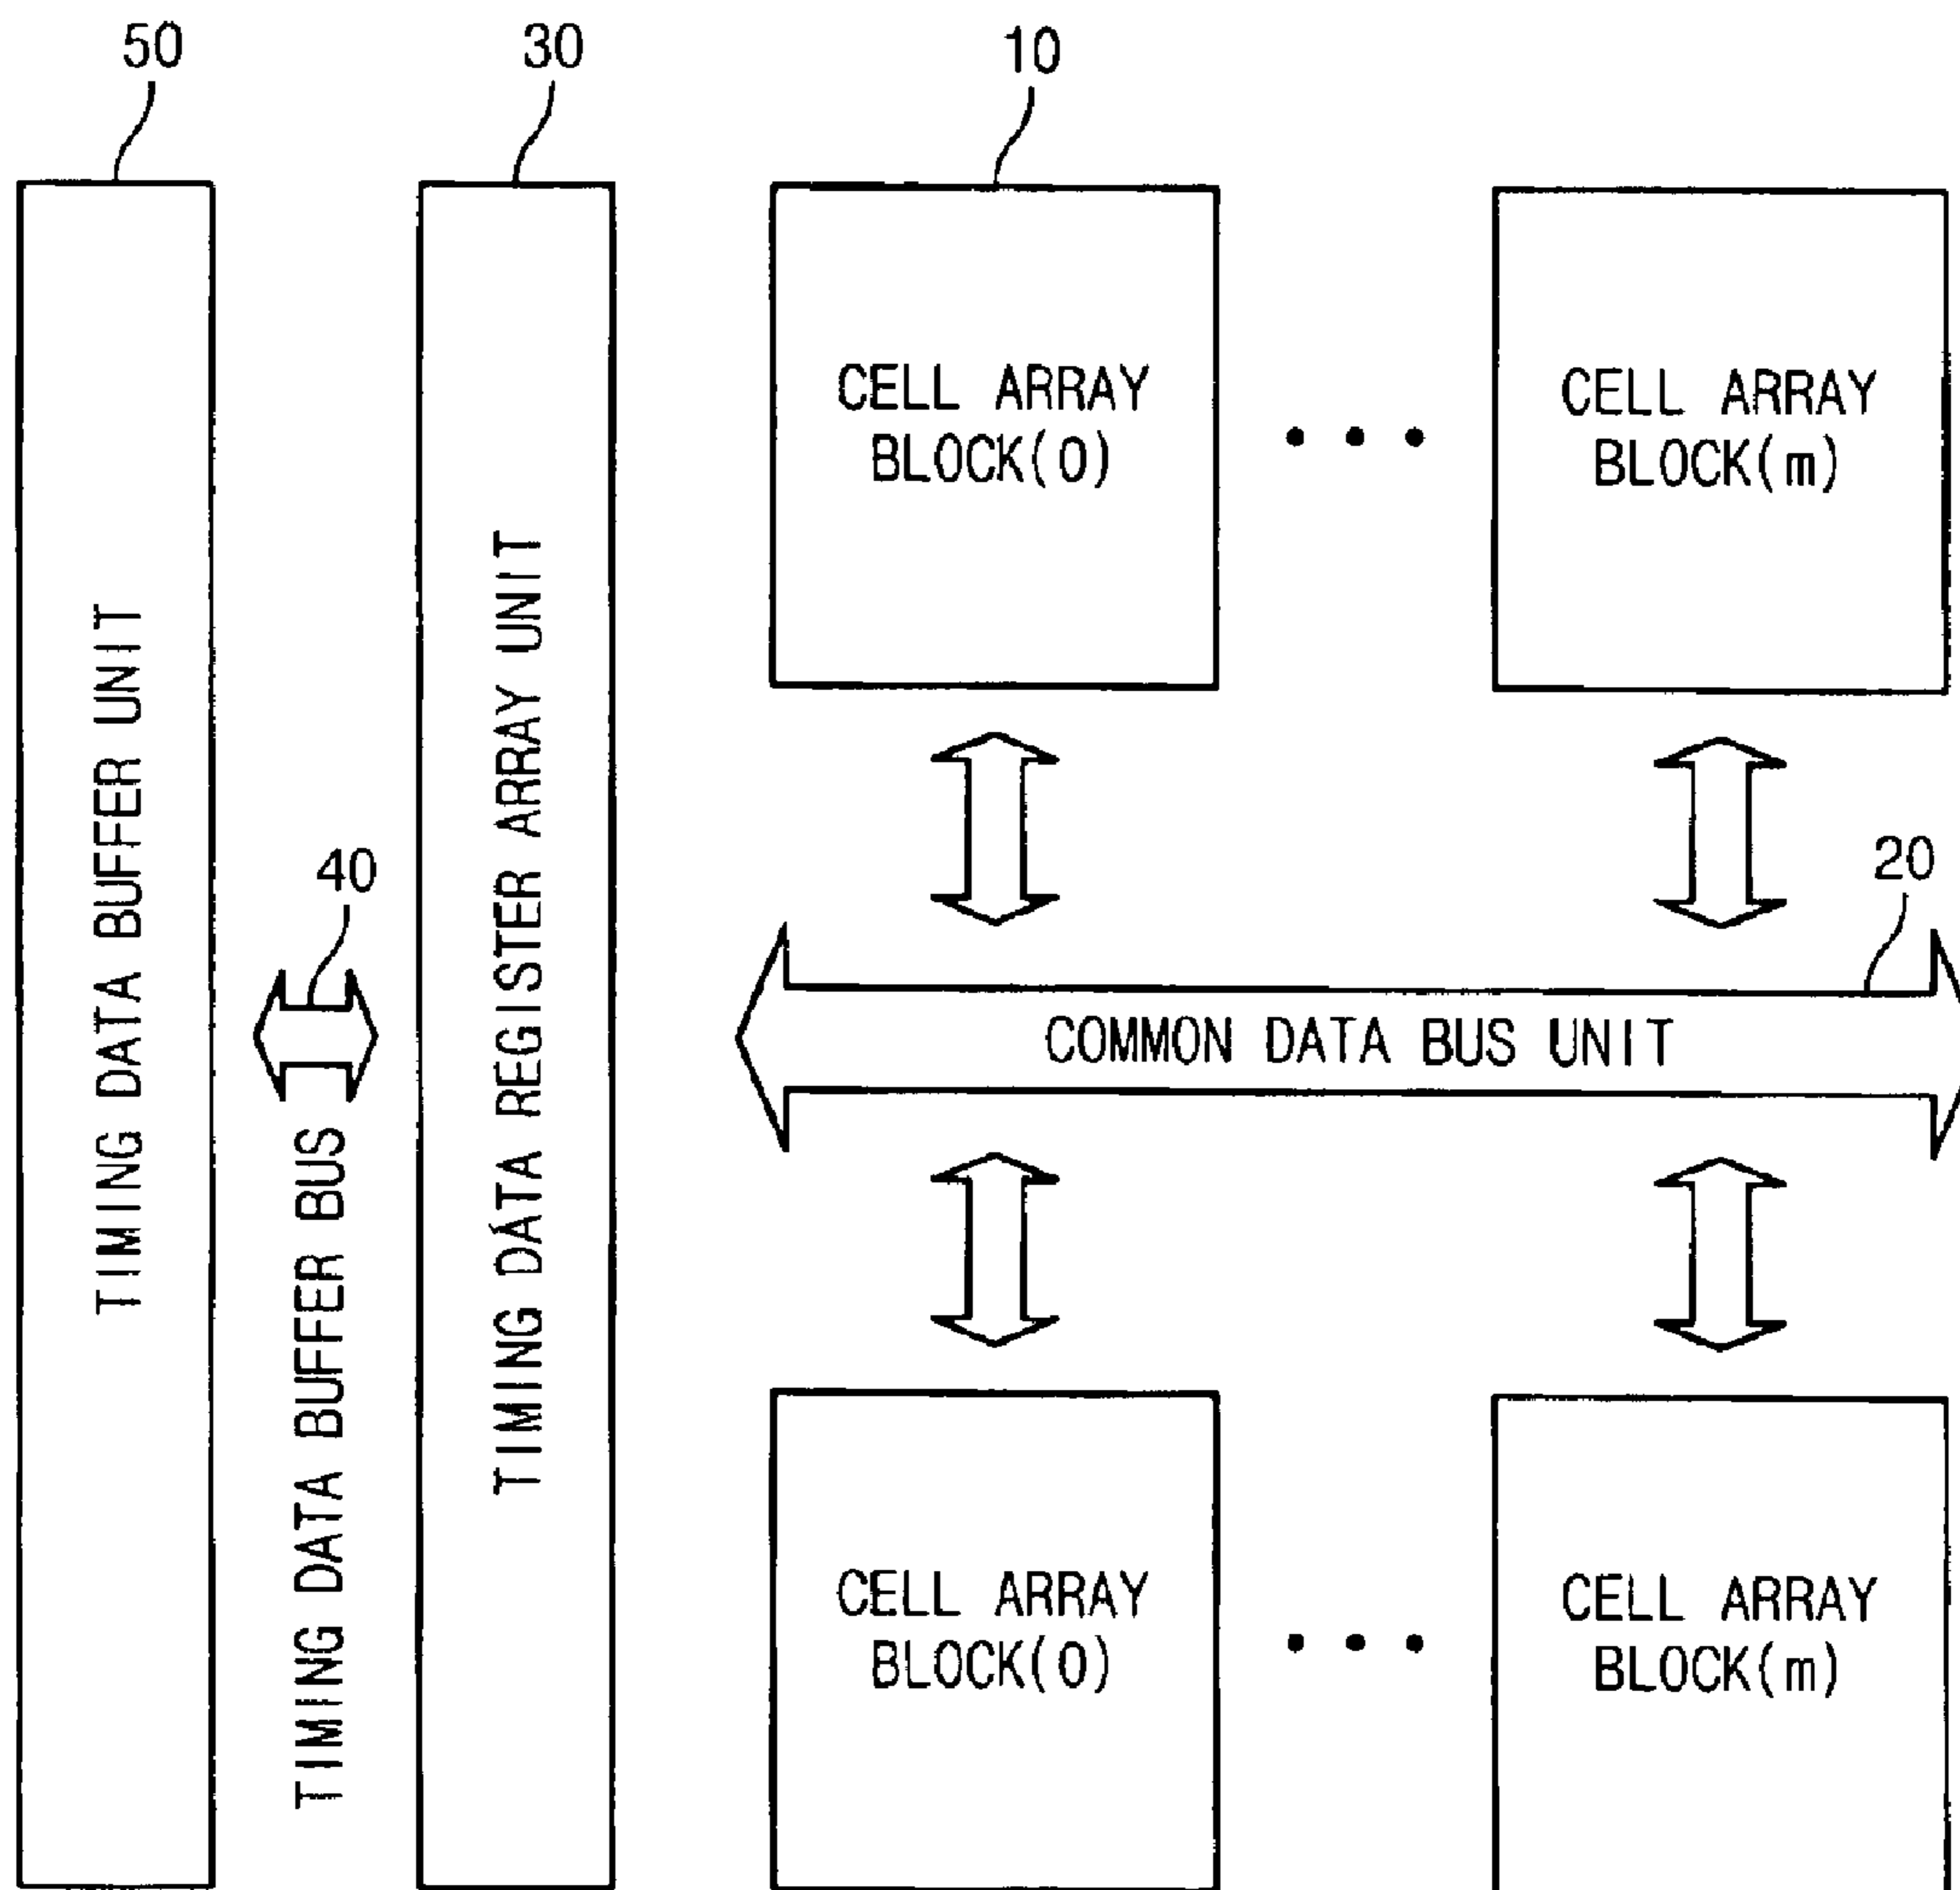 50
30
10
TIMING DATA BUFFER UNIT
40
TIMING DATA BUFFER BUS
TIMING DATA REGISTER ARRAY UNIT
CELL ARRAY
BLOCK(0)
• • •
CELL ARRAY
BLOCK(m)
20
COMMON DATA BUS UNIT
CELL ARRAY
BLOCK(0)
• • •
CELL ARRAY
BLOCK(m)